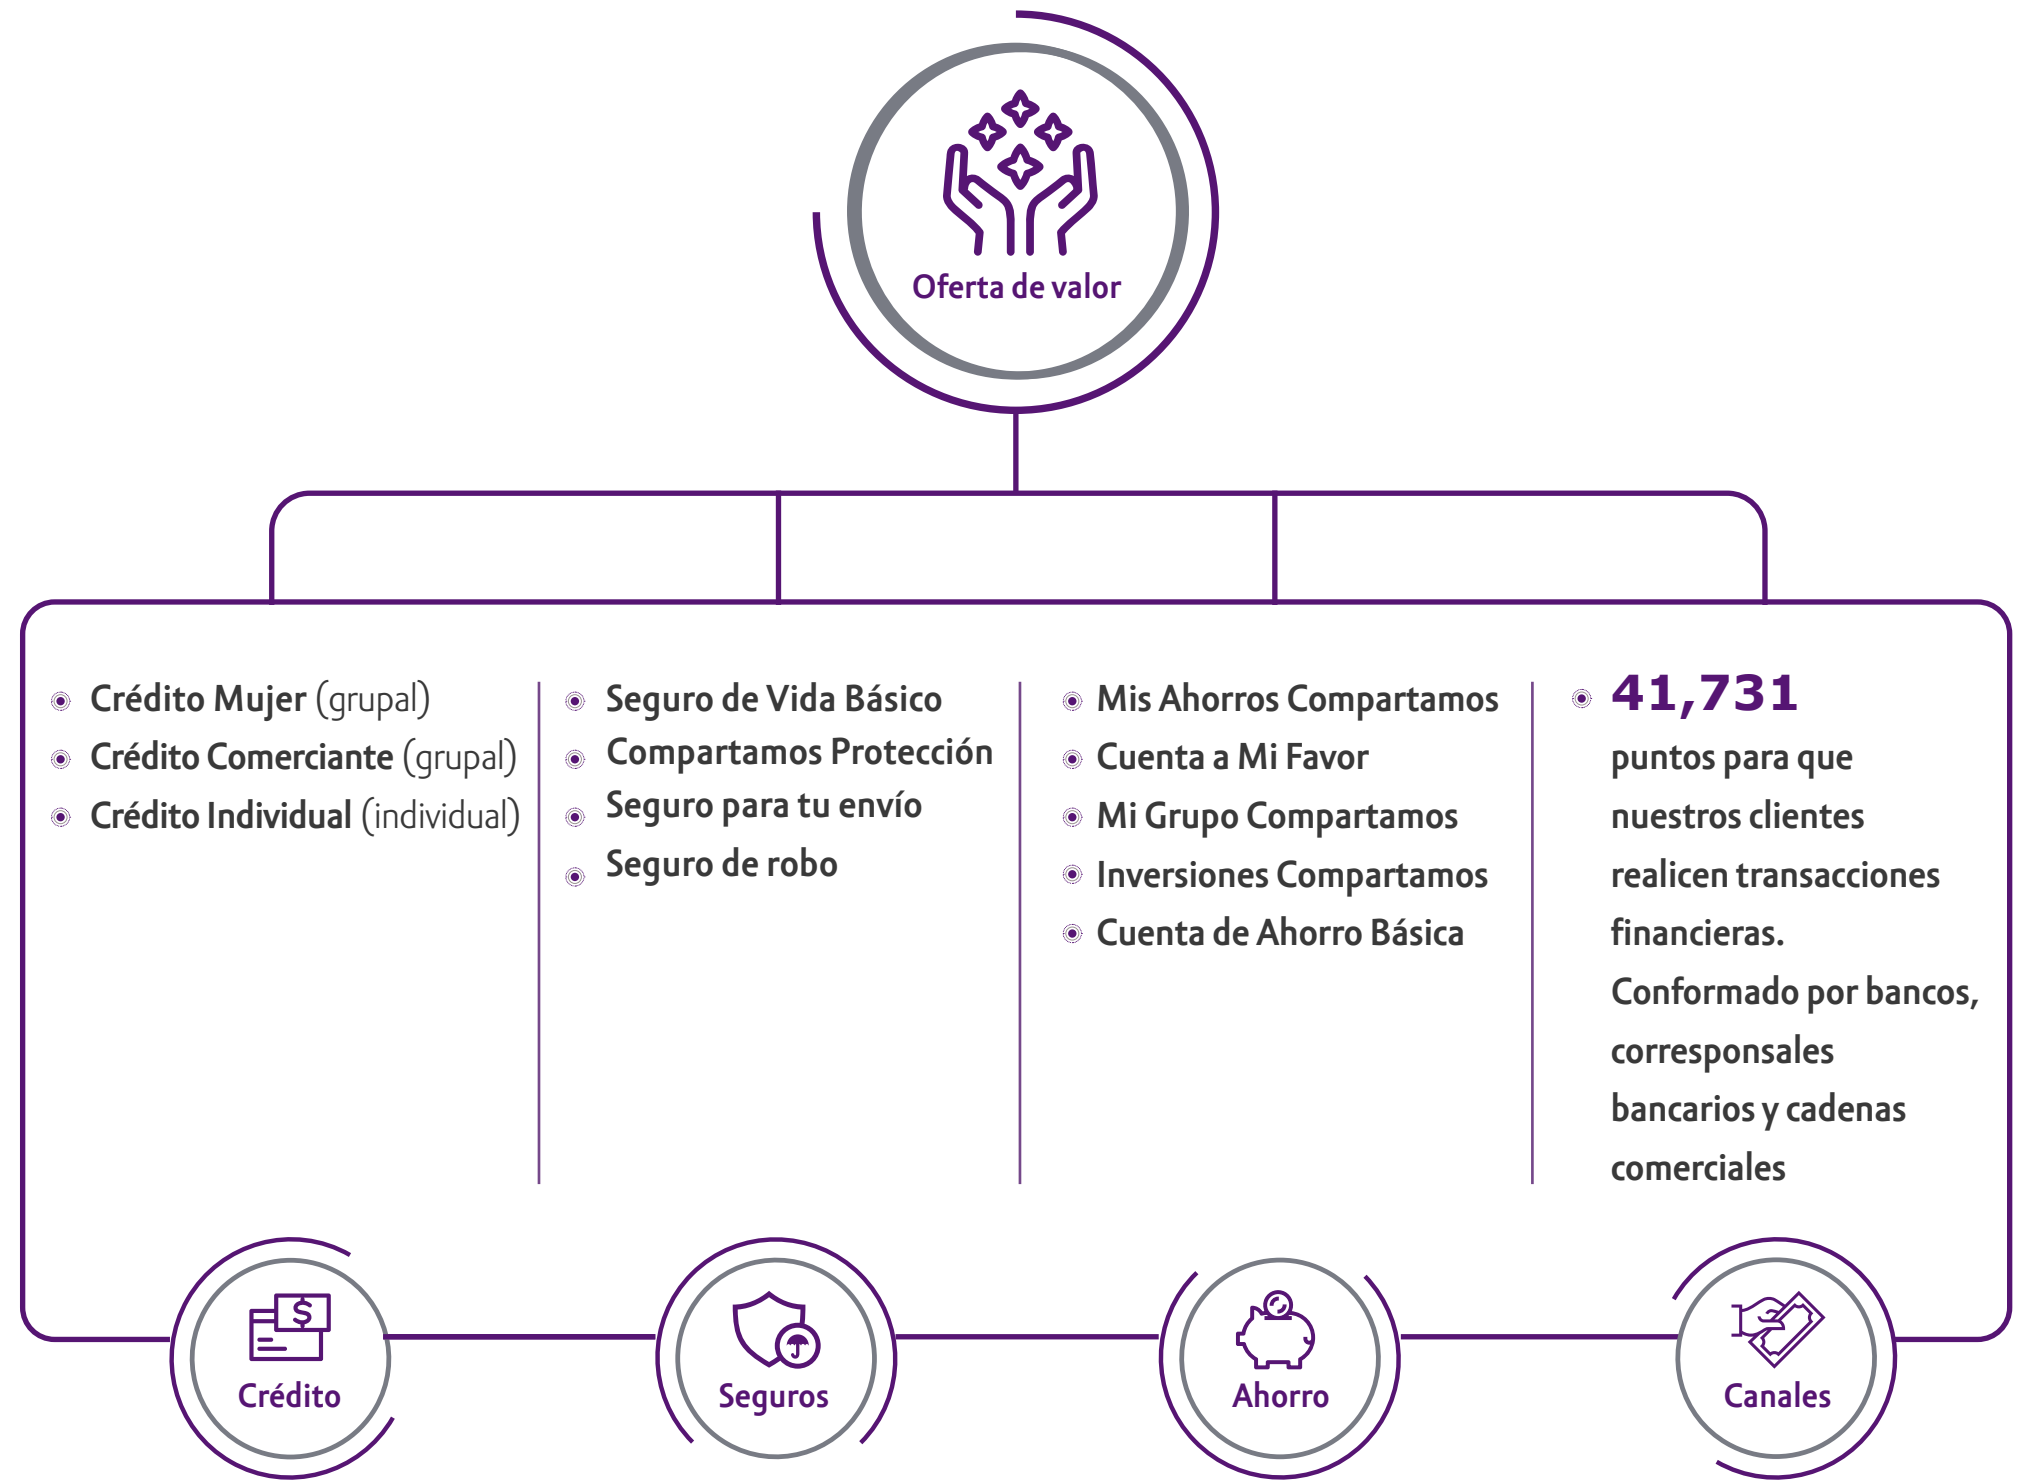 Oferta de valor
Crédito Mujer (grupal)
Crédito Comerciante (grupal)
Crédito Individual (individual)
Seguro de Vida Básico
Compartamos Protección
Seguro para tu envío
Seguro de robo
Mis Ahorros Compartamos
Cuenta a Mi Favor
Mi Grupo Compartamos
Inversiones Compartamos
Cuenta de Ahorro Básica
41,731
puntos para que
nuestros clientes
realicen transacciones
financieras.
Conformado por bancos,
corresponsales
bancarios y cadenas
comerciales
$
Crédito
Seguros
Ahorro
Canales